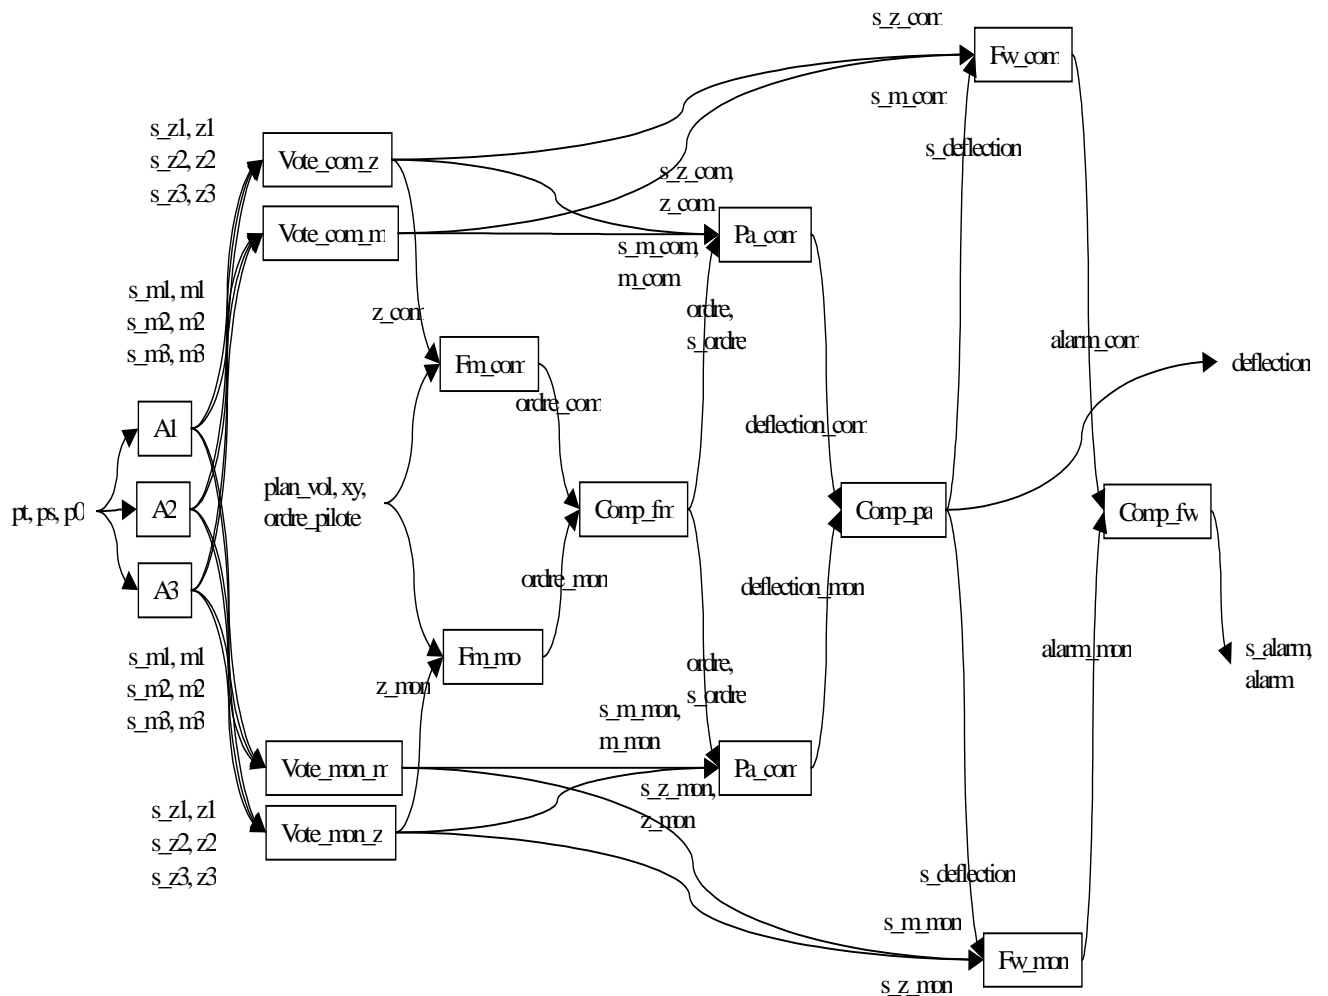 s_z_com
Fw_com
s_m_com
s_z1, z1
s_z2, z2
s_z3, z3
Vote_com_z
s_deflection
s_z_com,
z_com
Vote_com_m
Pa_com
s_m_com,
m_com
s_m1, m1
s_m2, m2
s_m3, m3
z_com
ordre,
s_ordre
alarm_com
Fm_com
deflection
ordre_com
A1
deflection_com
plan_vol, xy,
ordre_pilote
pt, ps, p0
A2
Comp_fm
Comp_pa
Comp_fw
A3
ordre_mon
deflection_mon
s_m1, m1
s_m2, m2
s_m3, m3
Fm_mo
z_mon
ordre,
s_ordre
alarm_mon
s_alarm,
alarm
s_m_mon,
m_mon
Vote_mon_m
Pa_com
s_z_mon,
z_mon
s_z1, z1
s_z2, z2
s_z3, z3
Vote_mon_z
s_deflection
s_m_mon
Fw_mon
s_z_mon